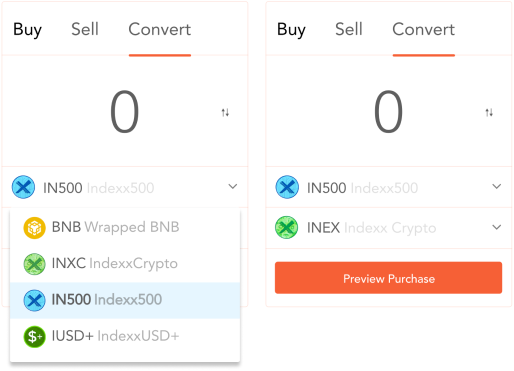 Buy Sell Convert
0
IN500 Indexx500
BNB Wrapped BNB
INXC IndexxCrypto
IN500 Indexx500
IUSD+ IndexxUSD+
Buy Sell Convert
0
IN500 Indexx500
INEX Indexx Crypto
Preview Purchase